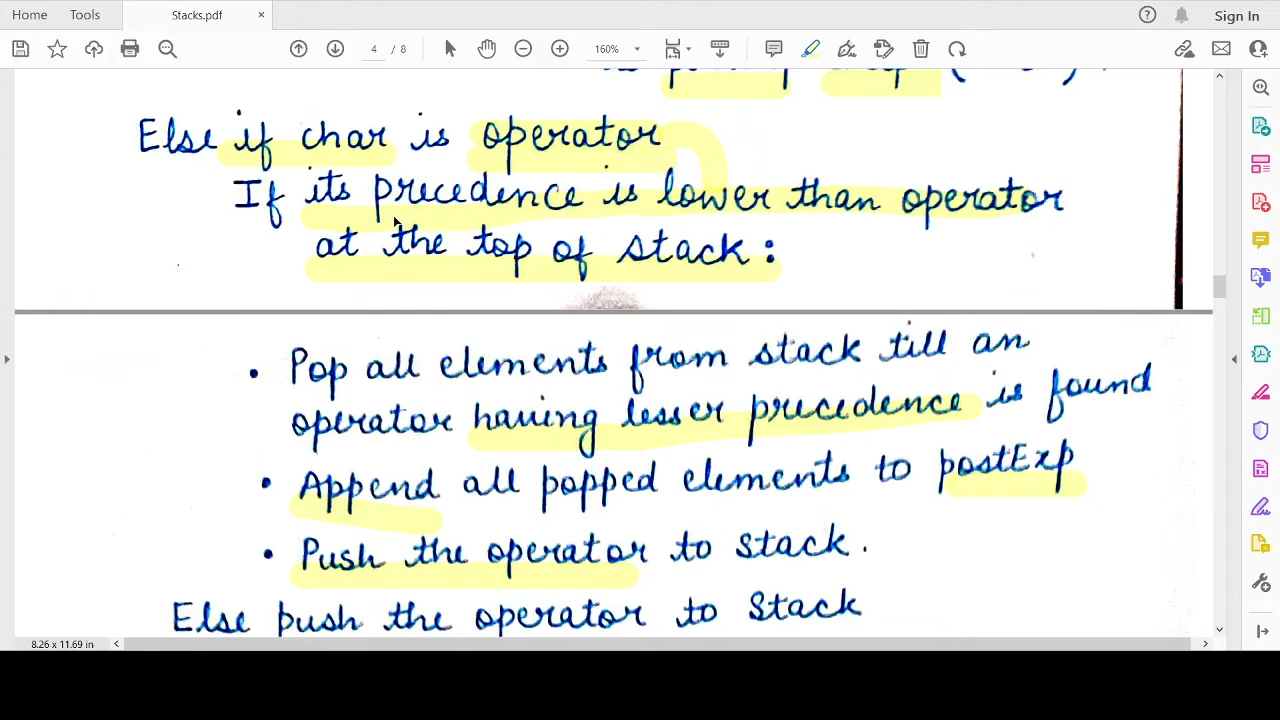 Home Tools Stacks.pdf × Sign In
4 / 8 160%
Else if char is operator
If its precedence is lower than operator
at the top of stack:
• Pop all elements from stack till an
operator having lesser precedence is found
• Append all popped elements to postExp
• Push the operator to stack.
Else push the operator to Stack
8.26 x 11.69 in